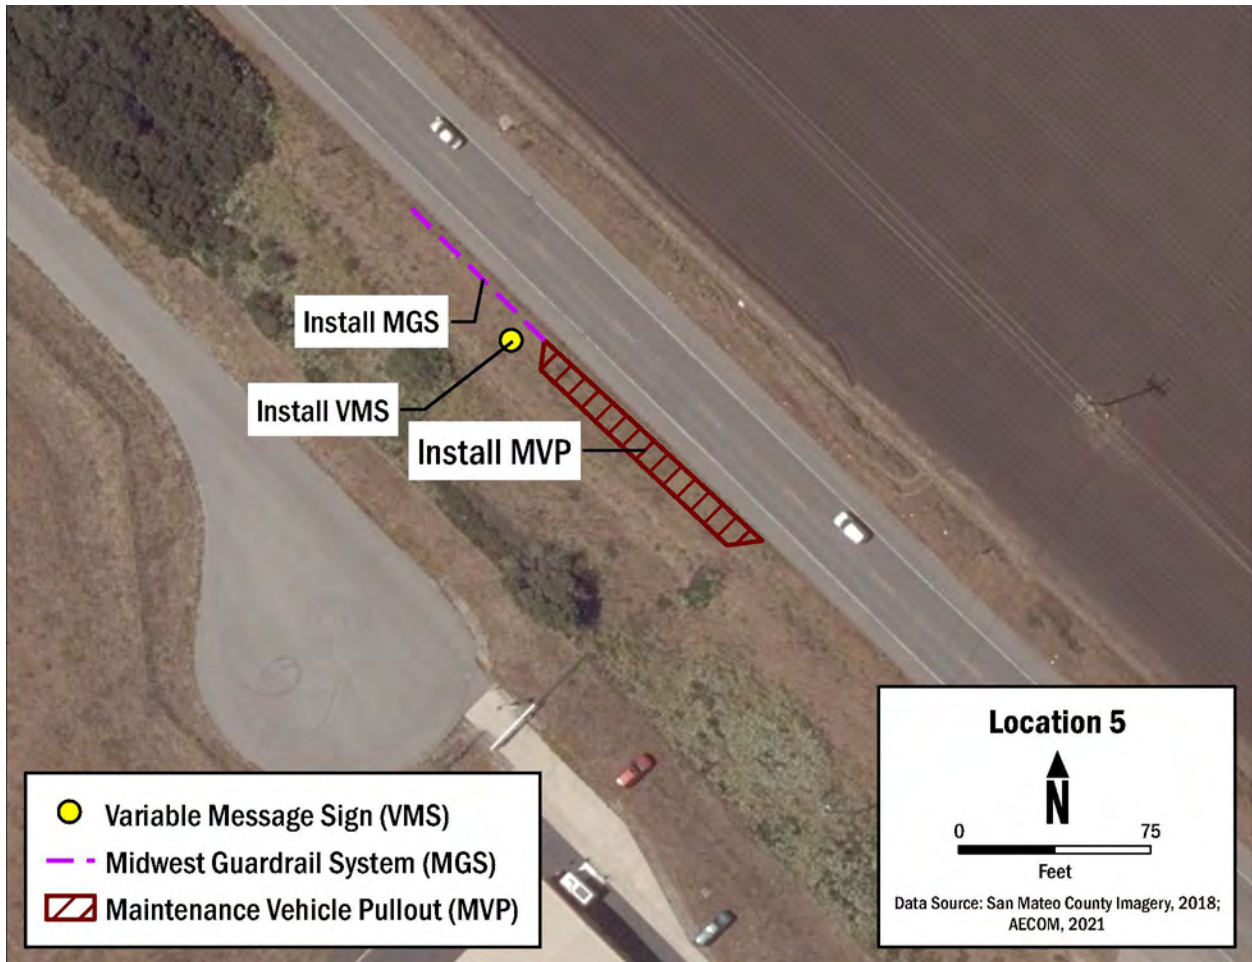 Install MGS
Install VMS
Install MVP
Variable Message Sign (VMS)
Midwest Guardrail System (MGS)
Maintenance Vehicle Pullout (MVP)
Location 5
N
0 75
Feet
Data Source: San Mateo County Imagery, 2018;
AECOM, 2021